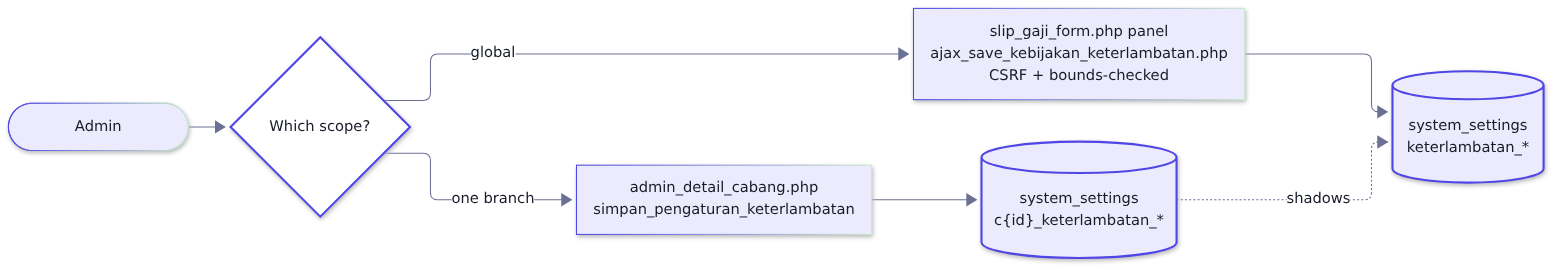 Admin
Which scope?
global
slip_gaji_form.php panel
ajax_save_kebijakan_keterlambatan.php
CSRF + bounds-checked
one branch
admin_detail_cabang.php
simpan_pengaturan_keterlambatan
system_settings
c{id}_keterlambatan_*
shadows
system_settings
keterlambatan_*